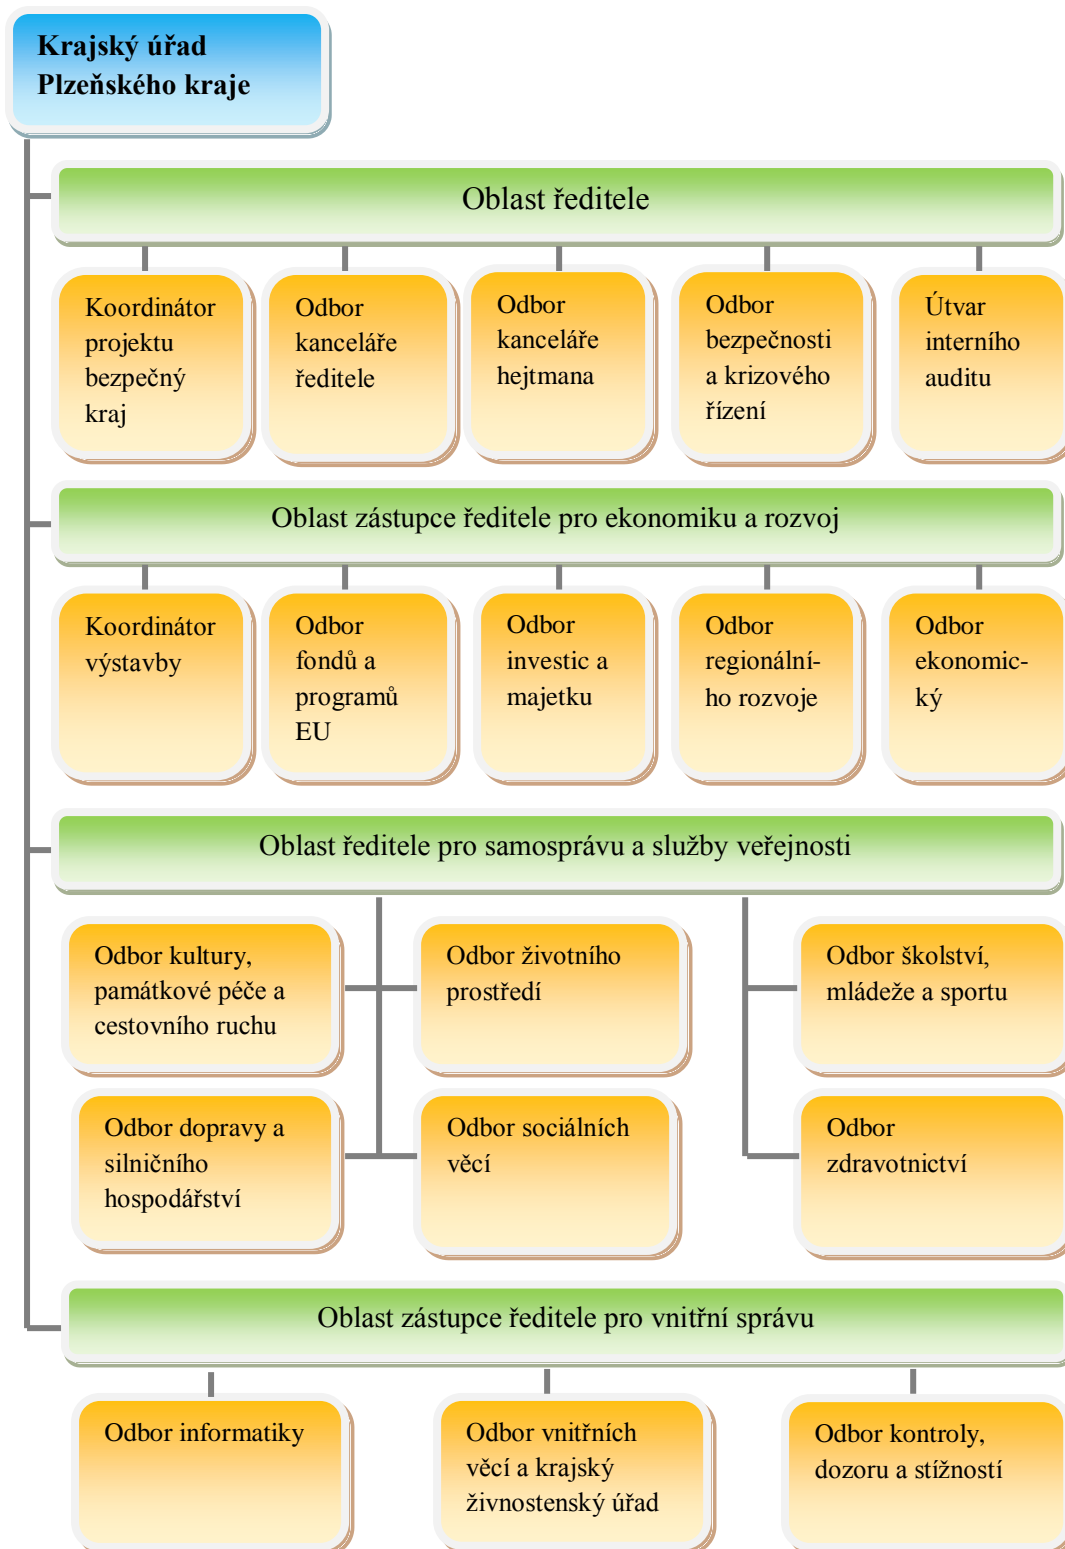 Krajský úřad
Plzeňského kraje
Oblast ředitele
Koordinátor
projektu
bezpečný
kraj
Odbor
kanceláře
ředitele
Odbor
kanceláře
hejtmana
Odbor
bezpečnosti
a krizového
řízení
Útvar
interního
auditu
Oblast zástupce ředitele pro ekonomiku a rozvoj
Koordinátor
výstavby
Odbor
fondů a
programů
EU
Odbor
investic a
majetku
Odbor
regionální-
ho rozvoje
Odbor
ekonomic-
ký
Oblast ředitele pro samosprávu a služby veřejnosti
Odbor kultury,
památkové péče a
cestovního ruchu
Odbor životního
prostředí
Odbor školství,
mládeže a sportu
Odbor dopravy a
silničního
hospodářství
Odbor sociálních
věcí
Odbor
zdravotnictví
Oblast zástupce ředitele pro vnitřní správu
Odbor informatiky
Odbor vnitřních
věcí a krajský
živnostenský úřad
Odbor kontroly,
dozoru a stížností